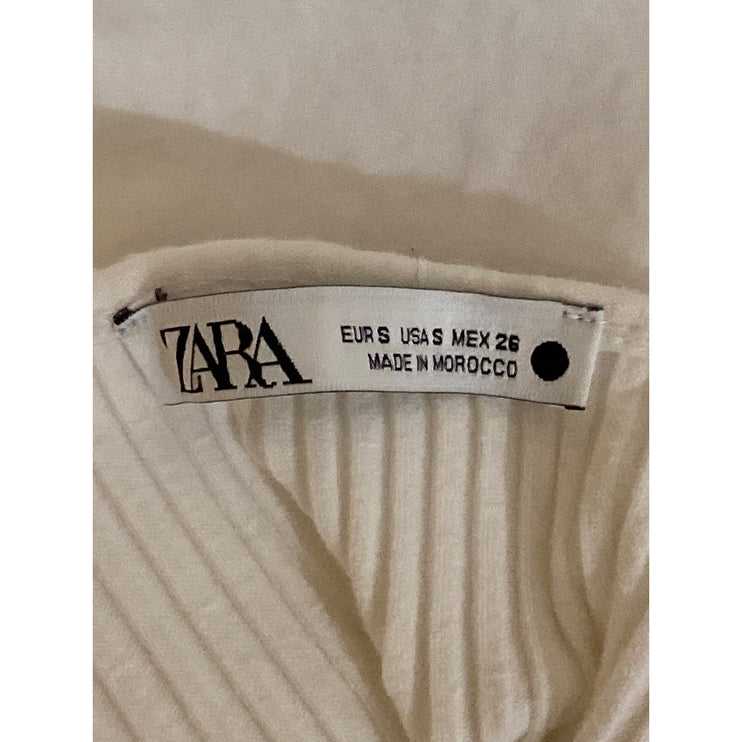 ZARA
EUR S USA S MEX 26
MADE IN MOROCCO